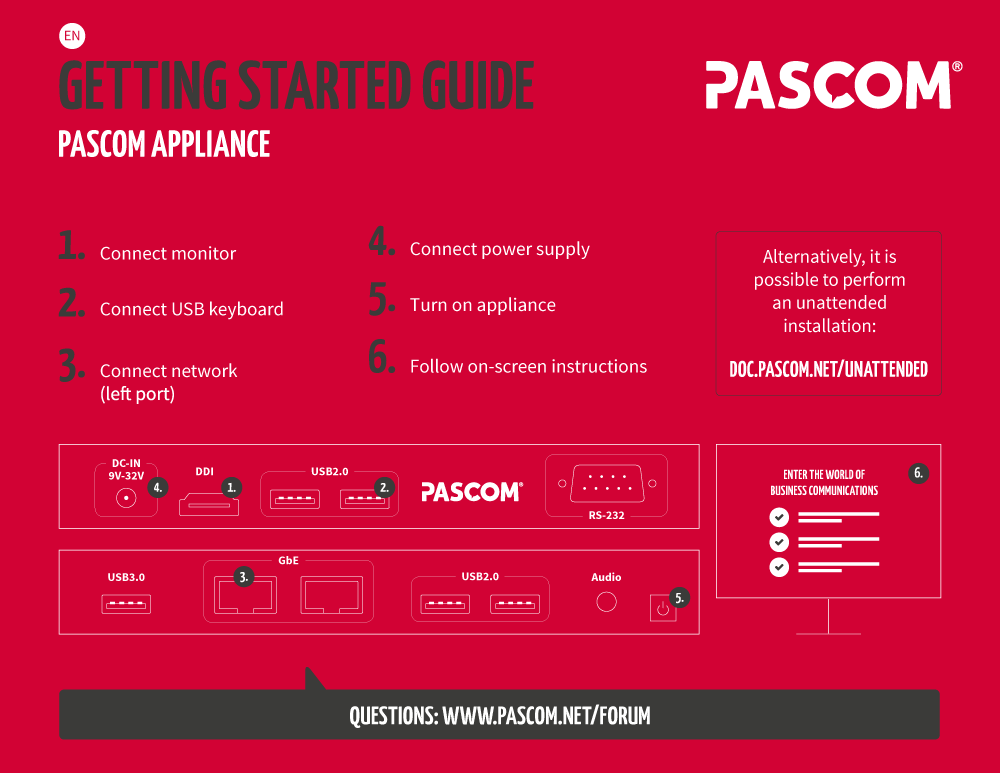 EN
GETTING STARTED GUIDE
PASCOM®
PASCOM APPLIANCE
1. Connect monitor
2. Connect USB keyboard
3. Connect network
(left port)
4. Connect power supply
5. Turn on appliance
6. Follow on-screen instructions
Alternatively, it is
possible to perform
an unattended
installation:
DOC.PASCOM.NET/UNATTENDED
DC-IN
9V-32V
4.
DDI
1.
USB2.0
2.
PASCOM®
RS-232
USB3.0
GbE
3.
USB2.0
Audio
5.
ENTER THE WORLD OF
BUSINESS COMMUNICATIONS
6.
QUESTIONS: WWW.PASCOM.NET/FORUM